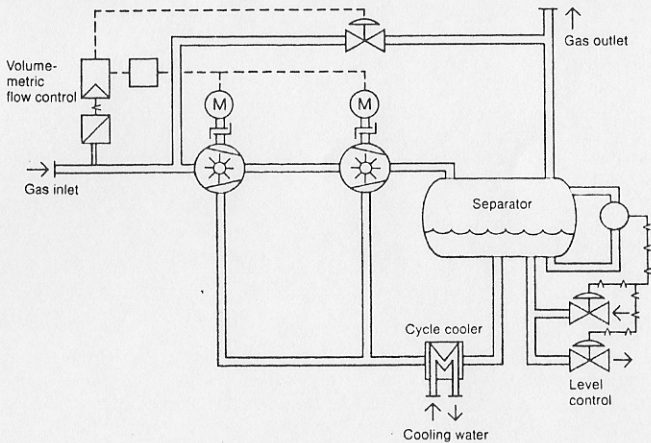 Gas outlet
Volume-
metric
flow control
M
M
Gas inlet
Separator
Cycle cooler
Level
control
Cooling water